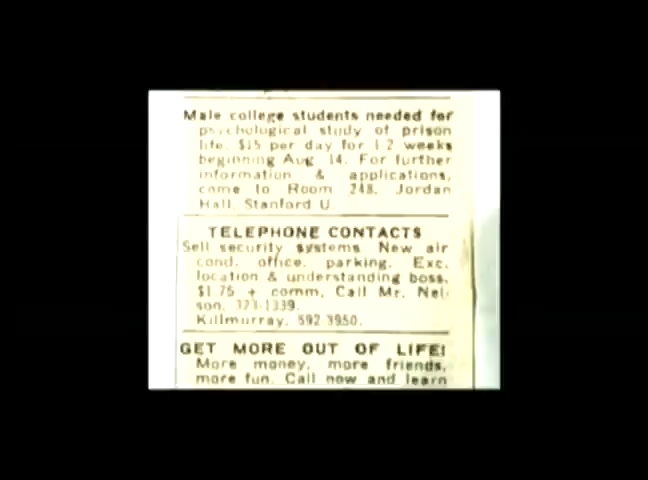 Male college students needed for
psychological study of prison
life. $15 per day for 1-2 weeks
beginning Aug. 14. For further
information & applications,
come to Room 248, Jordan
Hall, Stanford U.
TELEPHONE CONTACTS
Sell security systems. New air
cond. office, parking. Exc.
location & understanding boss.
$1.75 + comm. Call Mr. Nel-
son, 373-1339.
Killmurray, 592-3950.
GET MORE OUT OF LIFE!
More money, more friends,
more fun. Call now and learn